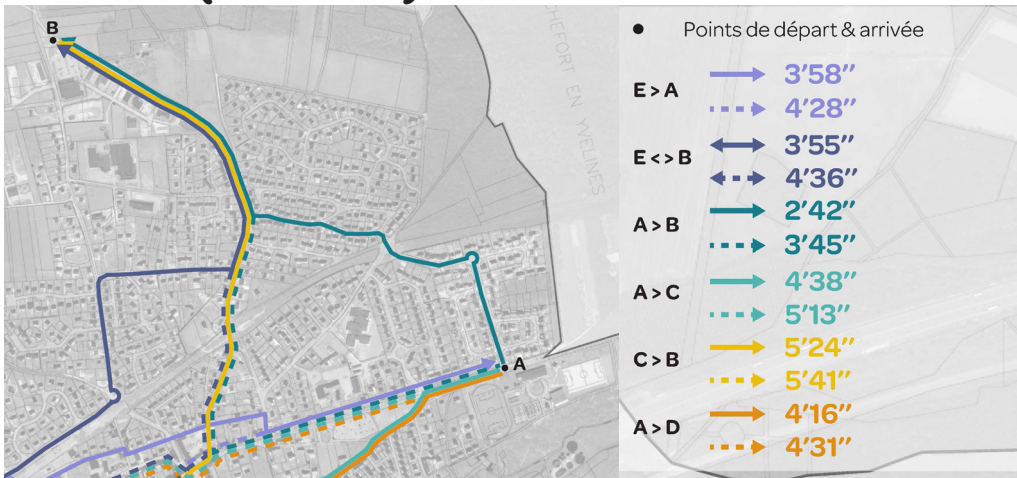 B
CHEFORT EN
YVELINES
A
Points de départ & arrivée
E > A
3’58’’
4’28’’
E <> B
3’55’’
4’36’’
A > B
2’42’’
3’45’’
A > C
4’38’’
5’13’’
C > B
5’24’’
5’41’’
A > D
4’16’’
4’31’’